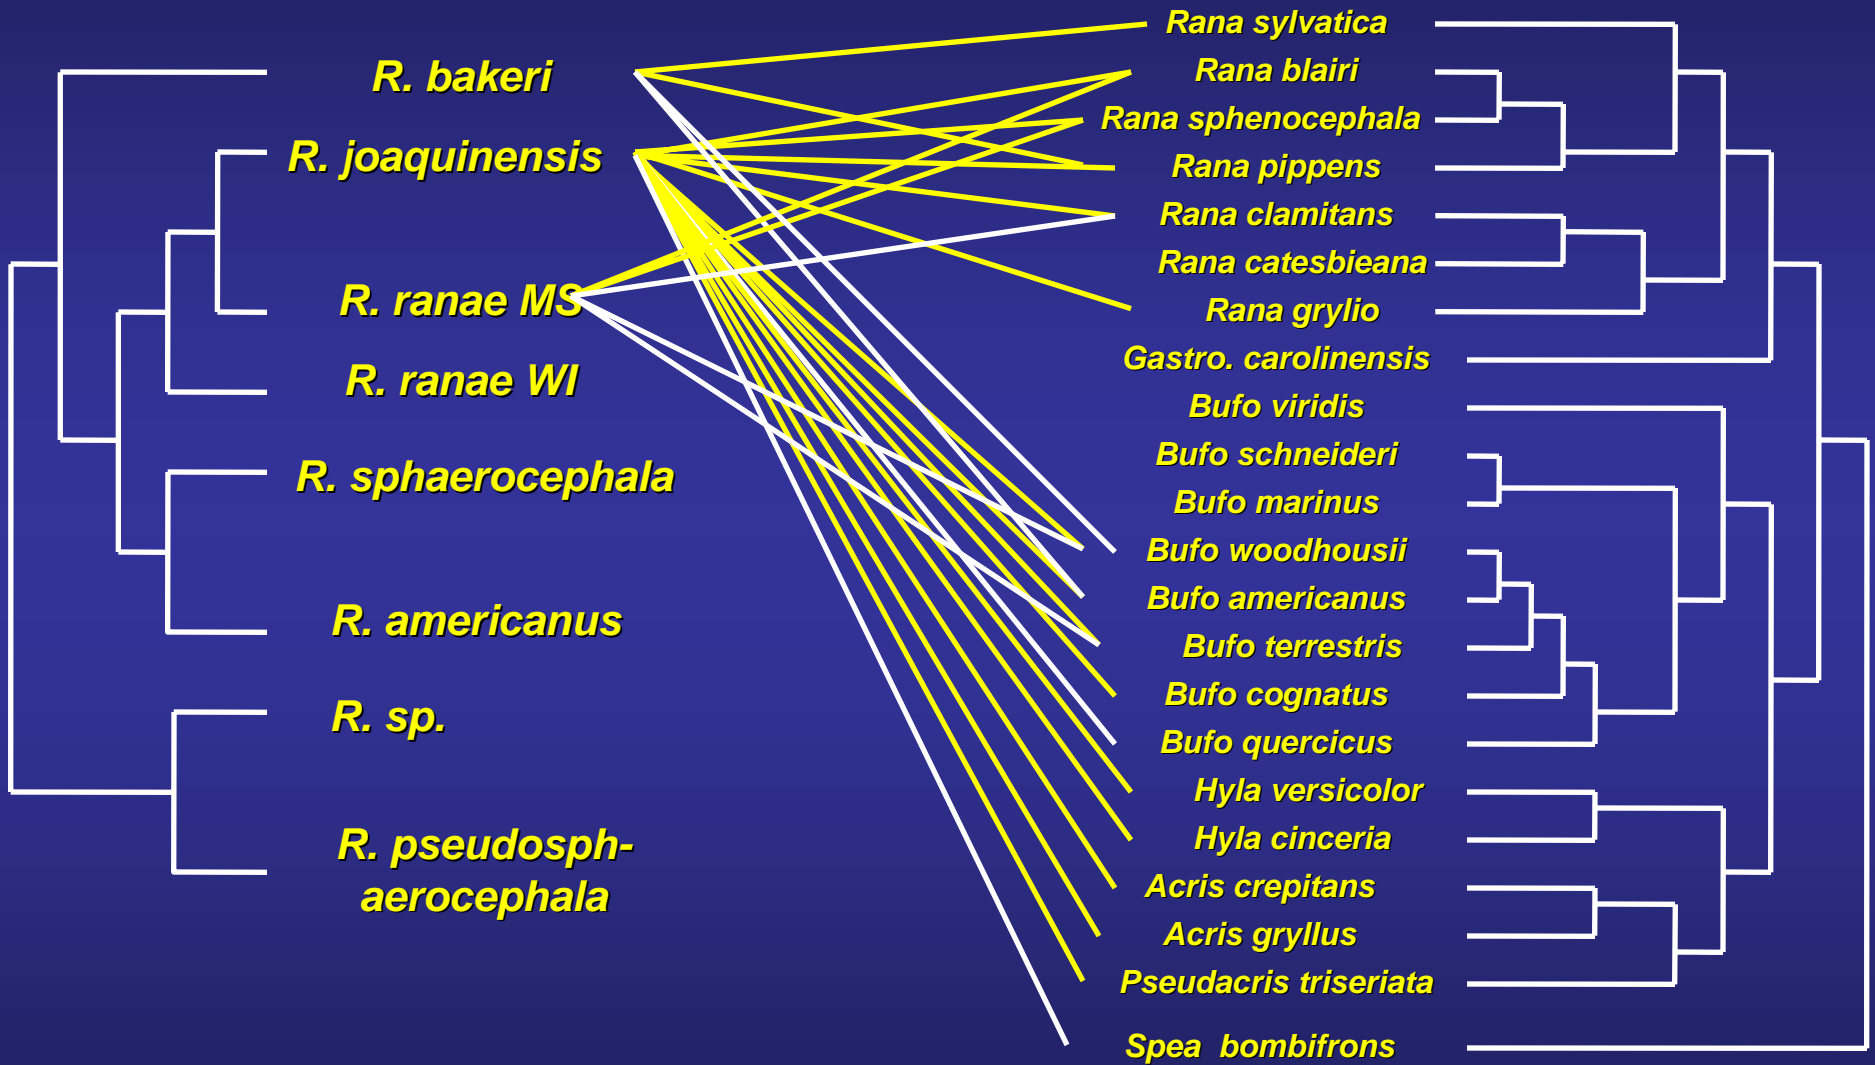 R. bakeri
R. joaquinensis
R. ranae MS
R. ranae WI
R. sphaerocephala
R. americanus
R. sp.
R. pseudosph-
aerocephala
Rana sylvatica
Rana blairi
Rana sphenocephala
Rana pippens
Rana clamitans
Rana catesbieana
Rana grylio
Gastro. carolinensis
Bufo viridis
Bufo schneideri
Bufo marinus
Bufo woodhousii
Bufo americanus
Bufo terrestris
Bufo cognatus
Bufo quercicus
Hyla versicolor
Hyla cinceria
Acris crepitans
Acris gryllus
Pseudacris triseriata
Spea bombifrons